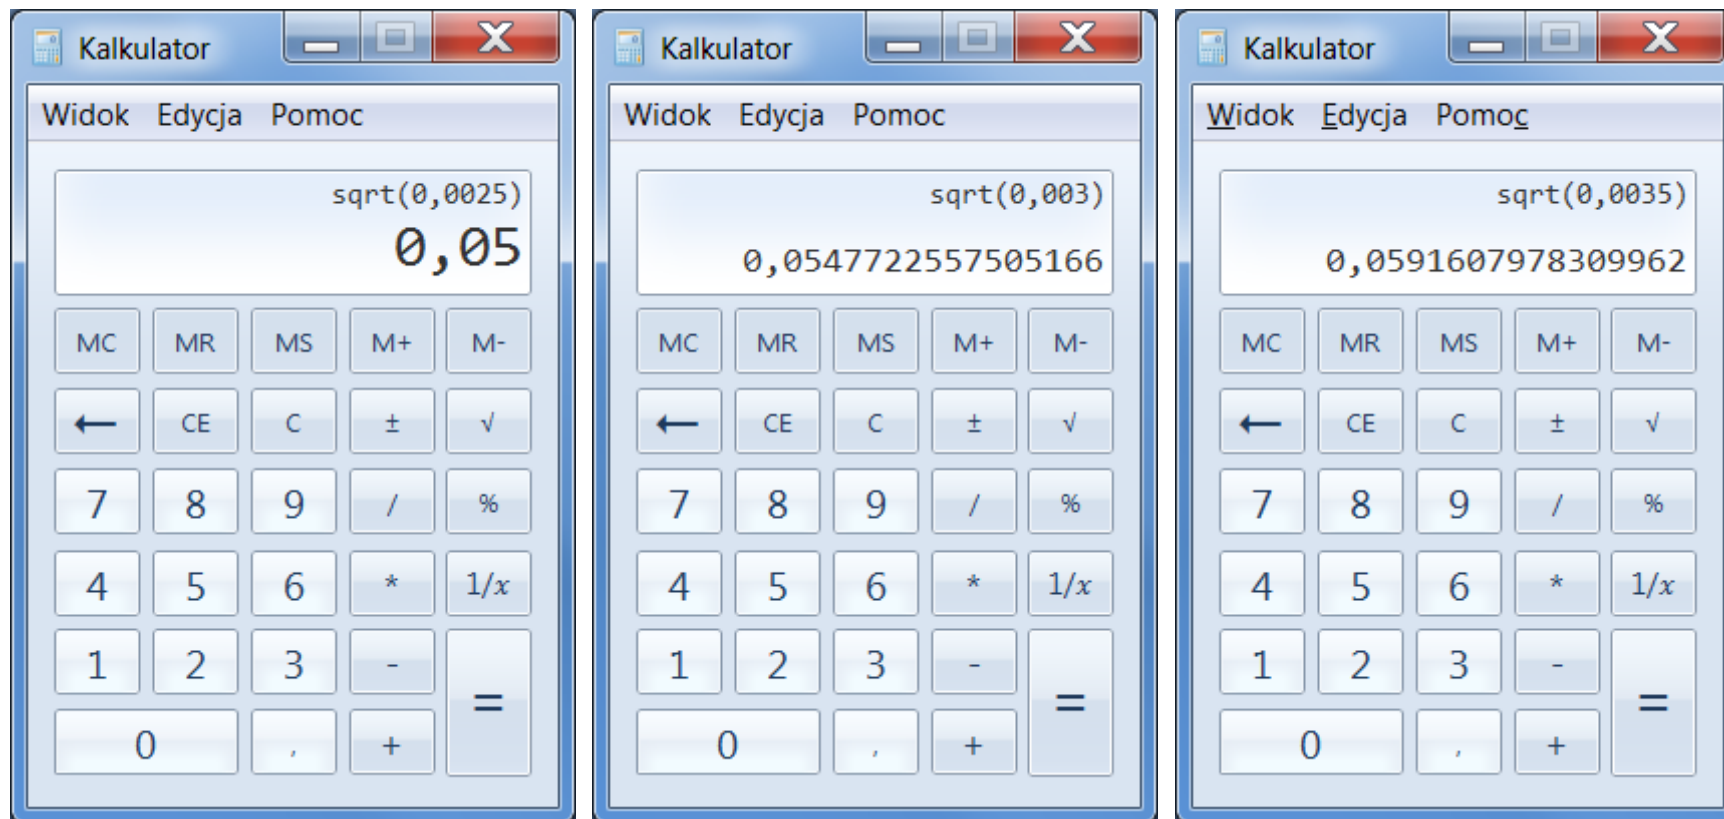 Kalkulator
Widok Edycja Pomoc
sqrt(0,0025)
0,05
MC MR MS M+ M-
← CE C ± √
7 8 9 / %
4 5 6 * 1/x
1 2 3 -
=
0 , +
Kalkulator
Widok Edycja Pomoc
sqrt(0,003)
0,0547722557505166
MC MR MS M+ M-
← CE C ± √
7 8 9 / %
4 5 6 * 1/x
1 2 3 -
=
0 , +
Kalkulator
Widok Edycja Pomoc
sqrt(0,0035)
0,0591607978309962
MC MR MS M+ M-
← CE C ± √
7 8 9 / %
4 5 6 * 1/x
1 2 3 -
=
0 , +